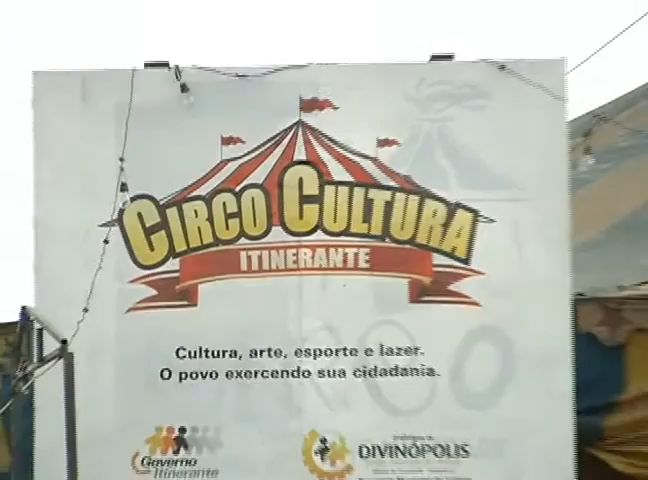 CIRCO CULTURA
ITINERANTE
Cultura, arte, esporte e lazer.
O povo exercendo sua cidadania.
Governo
Itinerante
DIVINÓPOLIS